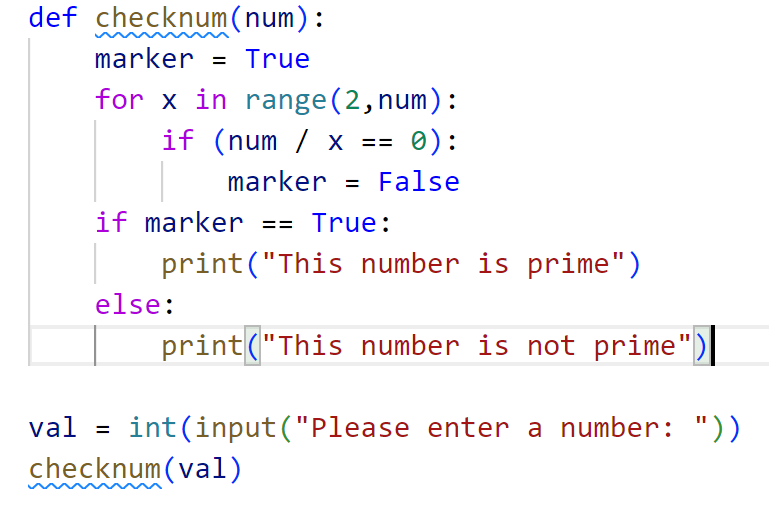 def checknum(num):
    marker = True
    for x in range(2,num):
        if (num / x == 0):
            marker = False
    if marker == True:
        print("This number is prime")
    else:
        print("This number is not prime")

val = int(input("Please enter a number: "))
checknum(val)